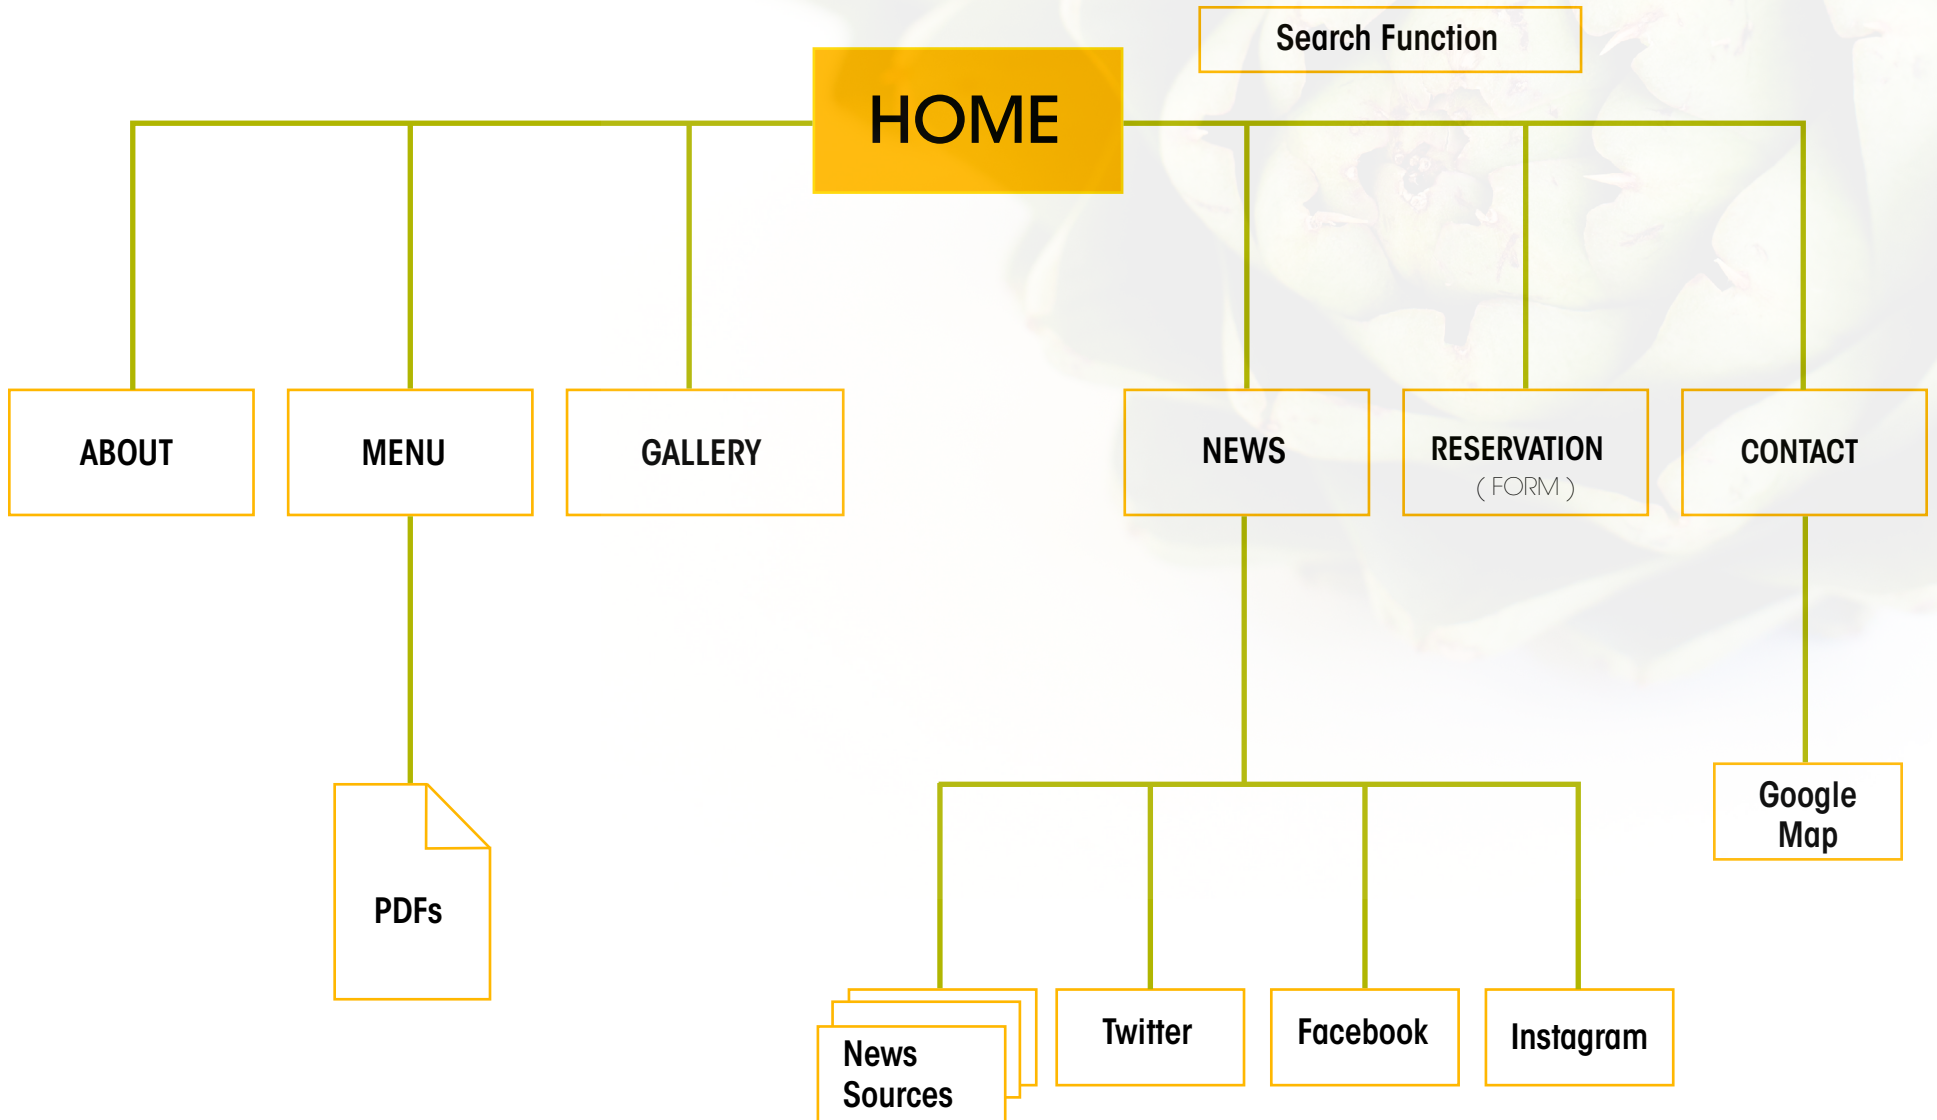 Search Function
HOME
ABOUT
MENU
GALLERY
NEWS
RESERVATION
( FORM )
CONTACT
Google
Map
PDFs
News
Sources
Twitter
Facebook
Instagram